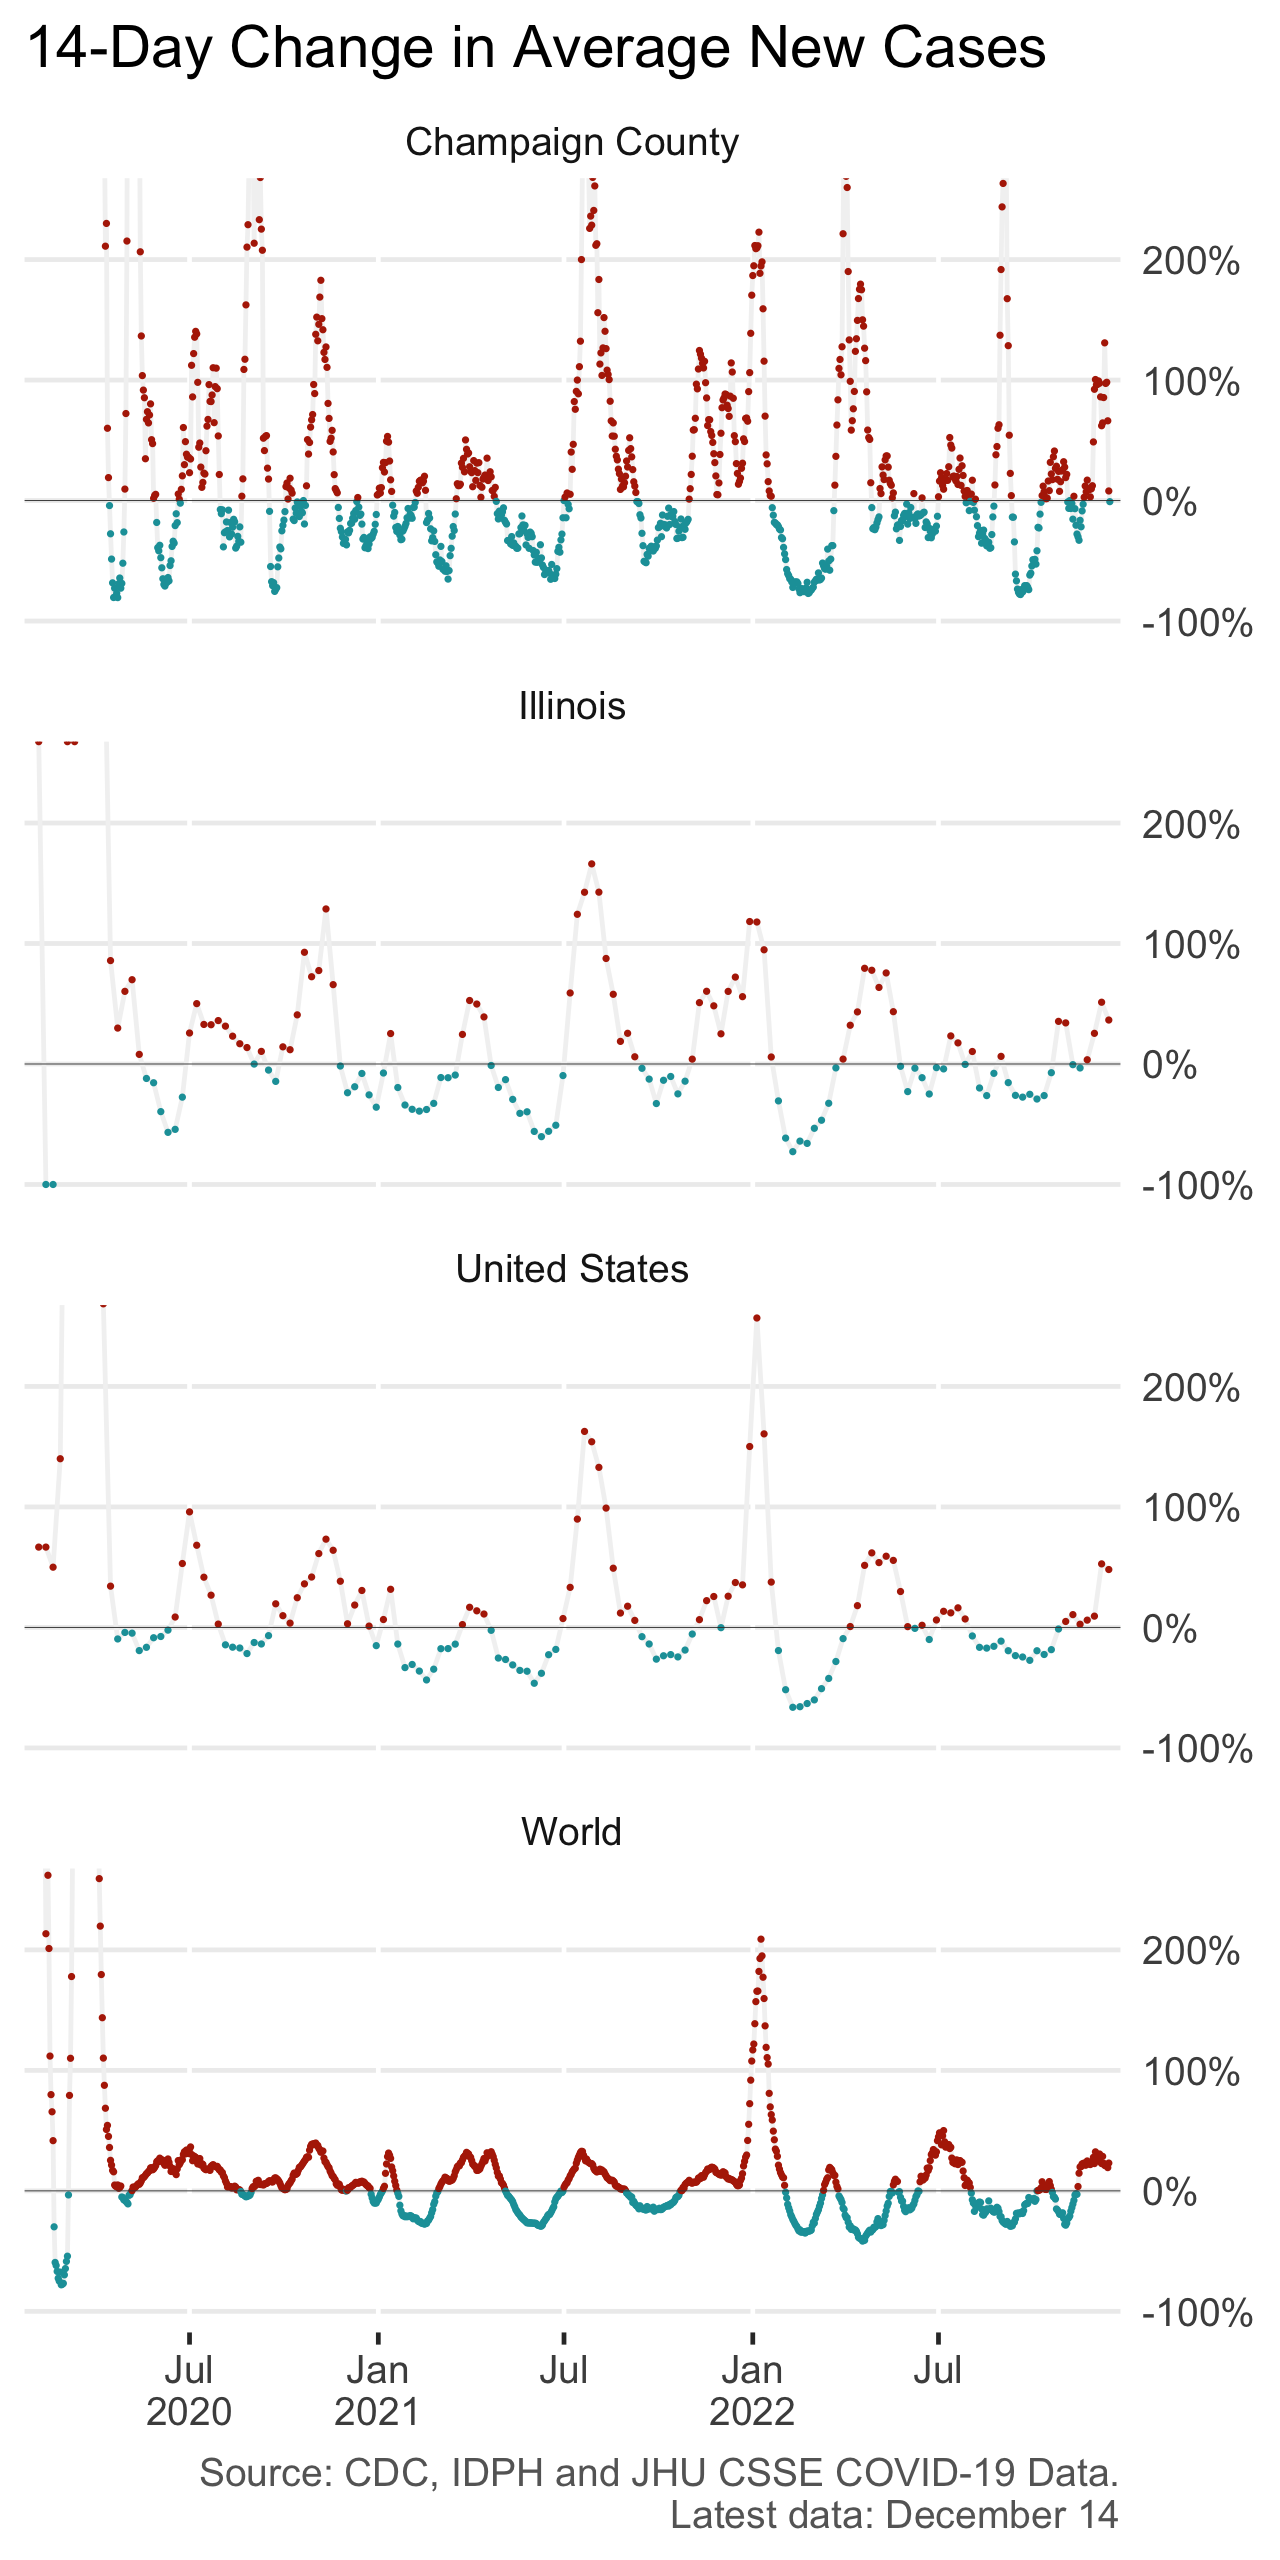 14-Day Change in Average New Cases
Champaign County
200%
100%
0%
-100%
Illinois
200%
100%
0%
-100%
United States
200%
100%
0%
-100%
World
200%
100%
0%
-100%
Jul Jan Jul Jan Jul
2020 2021 2022
Source: CDC, IDPH and JHU CSSE COVID-19 Data.
Latest data: December 14